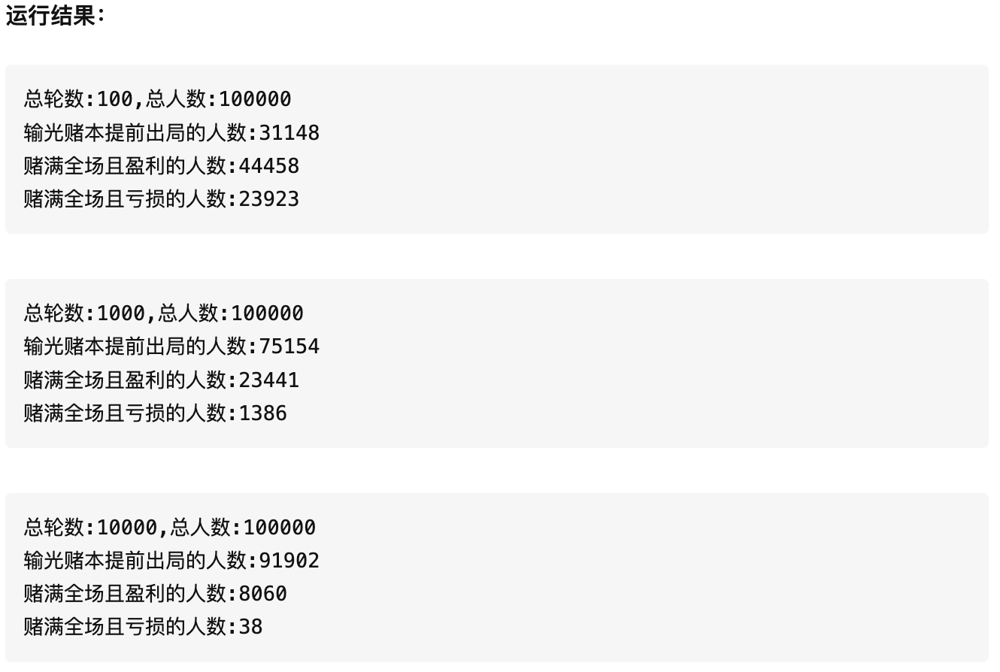 运行结果：
总轮数:100,总人数:100000
输光赌本提前出局的人数:31148
赌满全场且盈利的人数:44458
赌满全场且亏损的人数:23923
总轮数:1000,总人数:100000
输光赌本提前出局的人数:75154
赌满全场且盈利的人数:23441
赌满全场且亏损的人数:1386
总轮数:10000,总人数:100000
输光赌本提前出局的人数:91902
赌满全场且盈利的人数:8060
赌满全场且亏损的人数:38